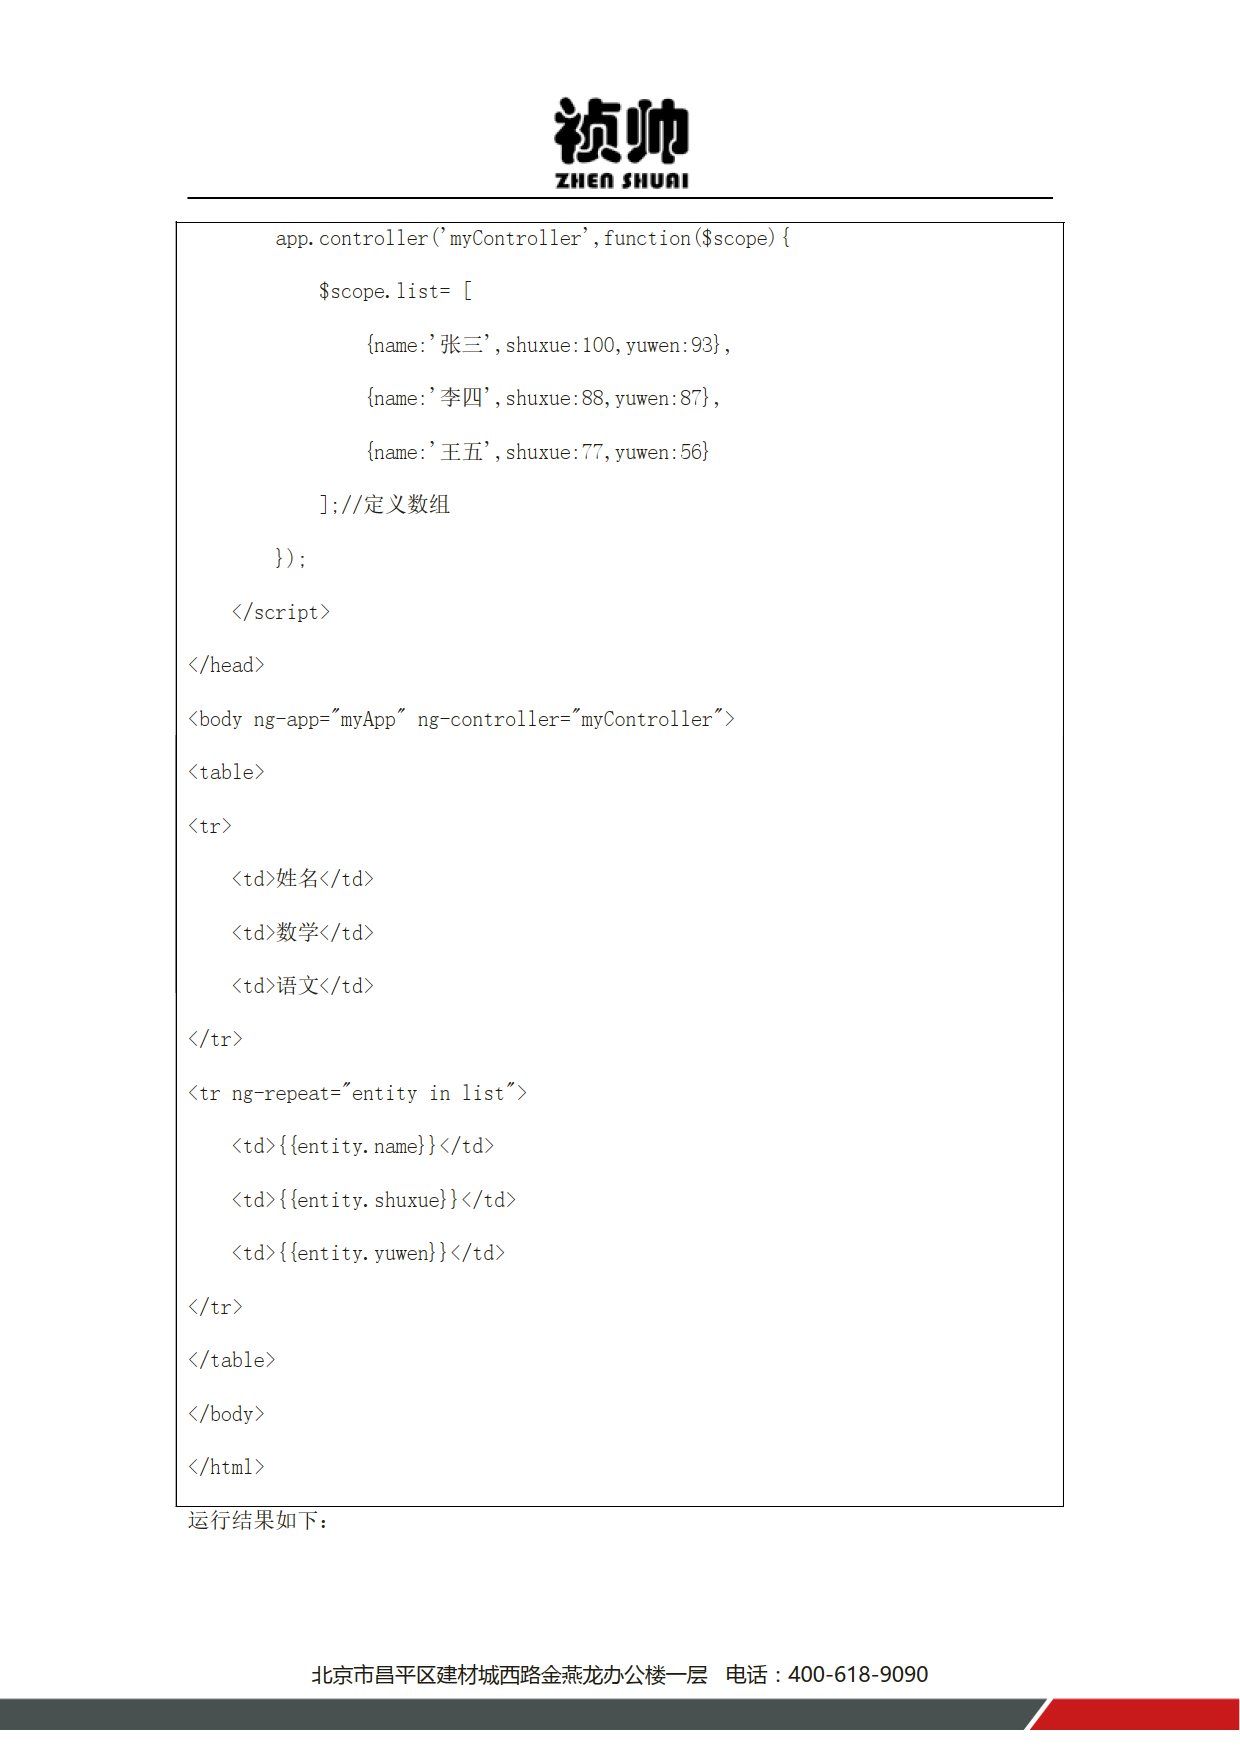 祯帅
ZHEN SHUAI
app.controller('myController',function($scope){
$scope.list= [
{name:'张三',shuxue:100,yuwen:93},
{name:'李四',shuxue:88,yuwen:87},
{name:'王五',shuxue:77,yuwen:56}
];//定义数组
});
</script>
</head>
<body ng-app="myApp" ng-controller="myController">
<table>
<tr>
<td>姓名</td>
<td>数学</td>
<td>语文</td>
</tr>
<tr ng-repeat="entity in list">
<td>{{entity.name}}</td>
<td>{{entity.shuxue}}</td>
<td>{{entity.yuwen}}</td>
</tr>
</table>
</body>
</html>
运行结果如下：
北京市昌平区建材城西路金燕龙办公楼一层 电话：400-618-9090